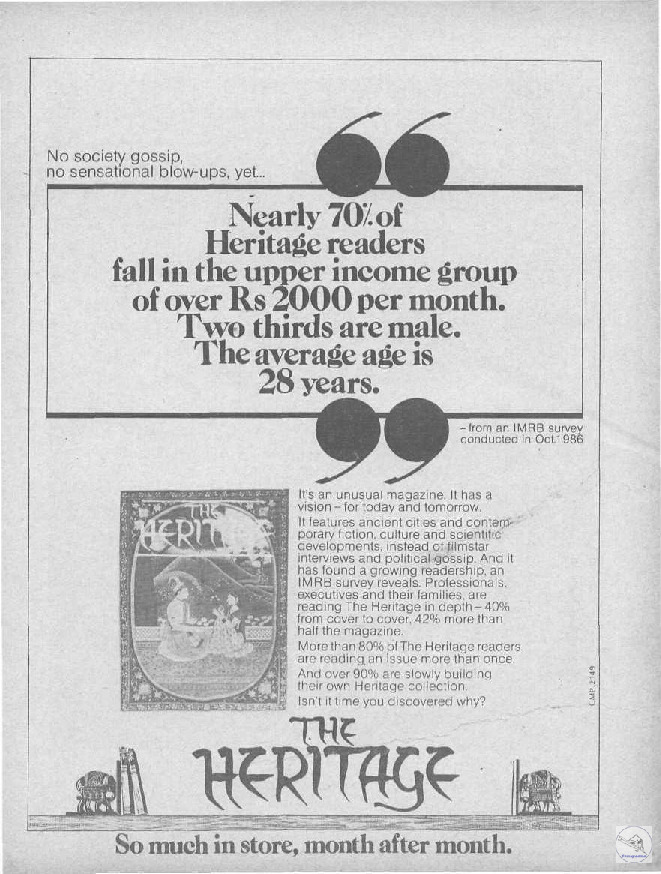 No society gossip,
no sensational blow-ups, yet...
Nearly 70% of
Heritage readers
fall in the upper income group
of over Rs 2000 per month.
Two thirds are male.
The average age is
28 years.
– from an IMRB survey
conducted in Oct.1986
THE
HERITAGE
It's an unusual magazine. It has a
vision – for today and tomorrow.
It features ancient cities and contem-
porary fiction, culture and scientific
developments, instead of filmstar
interviews and political gossip. And it
has found a growing readership, an
IMRB survey reveals. Professionals,
executives and their families, are
reading The Heritage in depth – 40%
from cover to cover, 42% more than
half the magazine.
More than 80% of The Heritage readers
are reading an issue more than once.
And over 90% are slowly building
their own Heritage collection.
Isn't it time you discovered why?
THE
HERITAGE
So much in store, month after month.